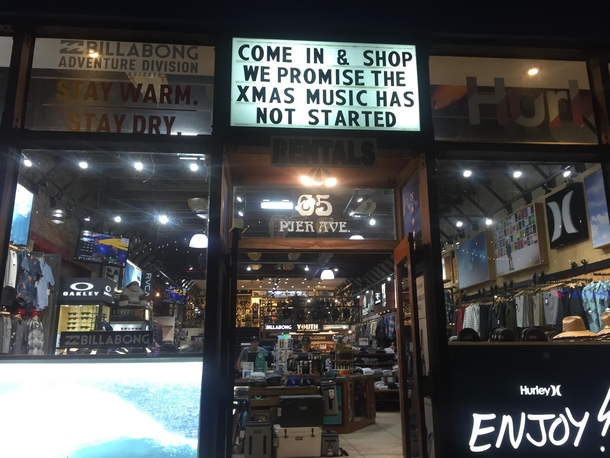 BILLABONG
ADVENTURE DIVISION
STAY WARM.
STAY DRY.
COME IN & SHOP
WE PROMISE THE
XMAS MUSIC HAS
NOT STARTED
RENTALS
65
PIER AVE.
OAKLEY
BILLABONG
BILLABONG YOUTH
Hurley
ENJOY